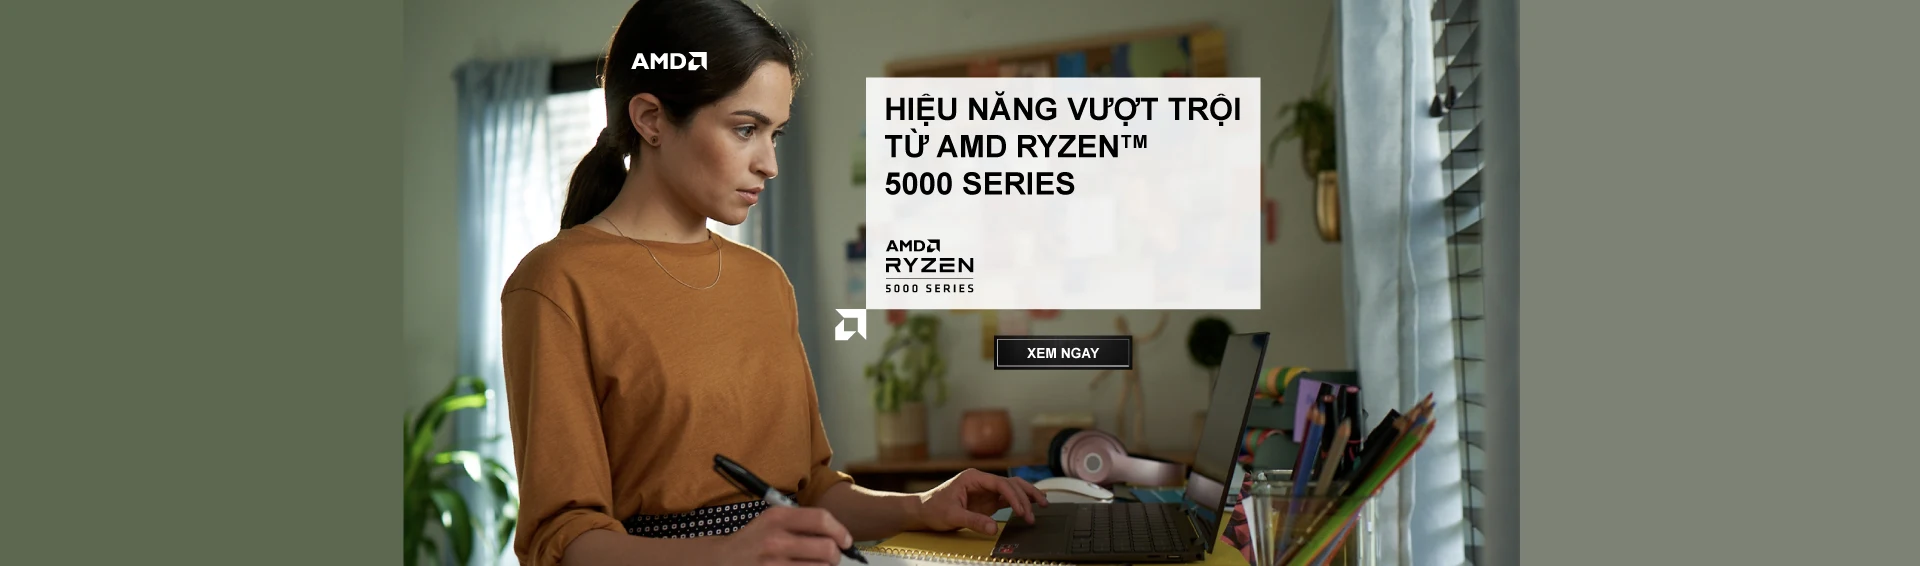 AMD
HIỆU NĂNG VƯỢT TRỘI
TỪ AMD RYZEN™
5000 SERIES
AMD
RYZEN
5000 SERIES
XEM NGAY